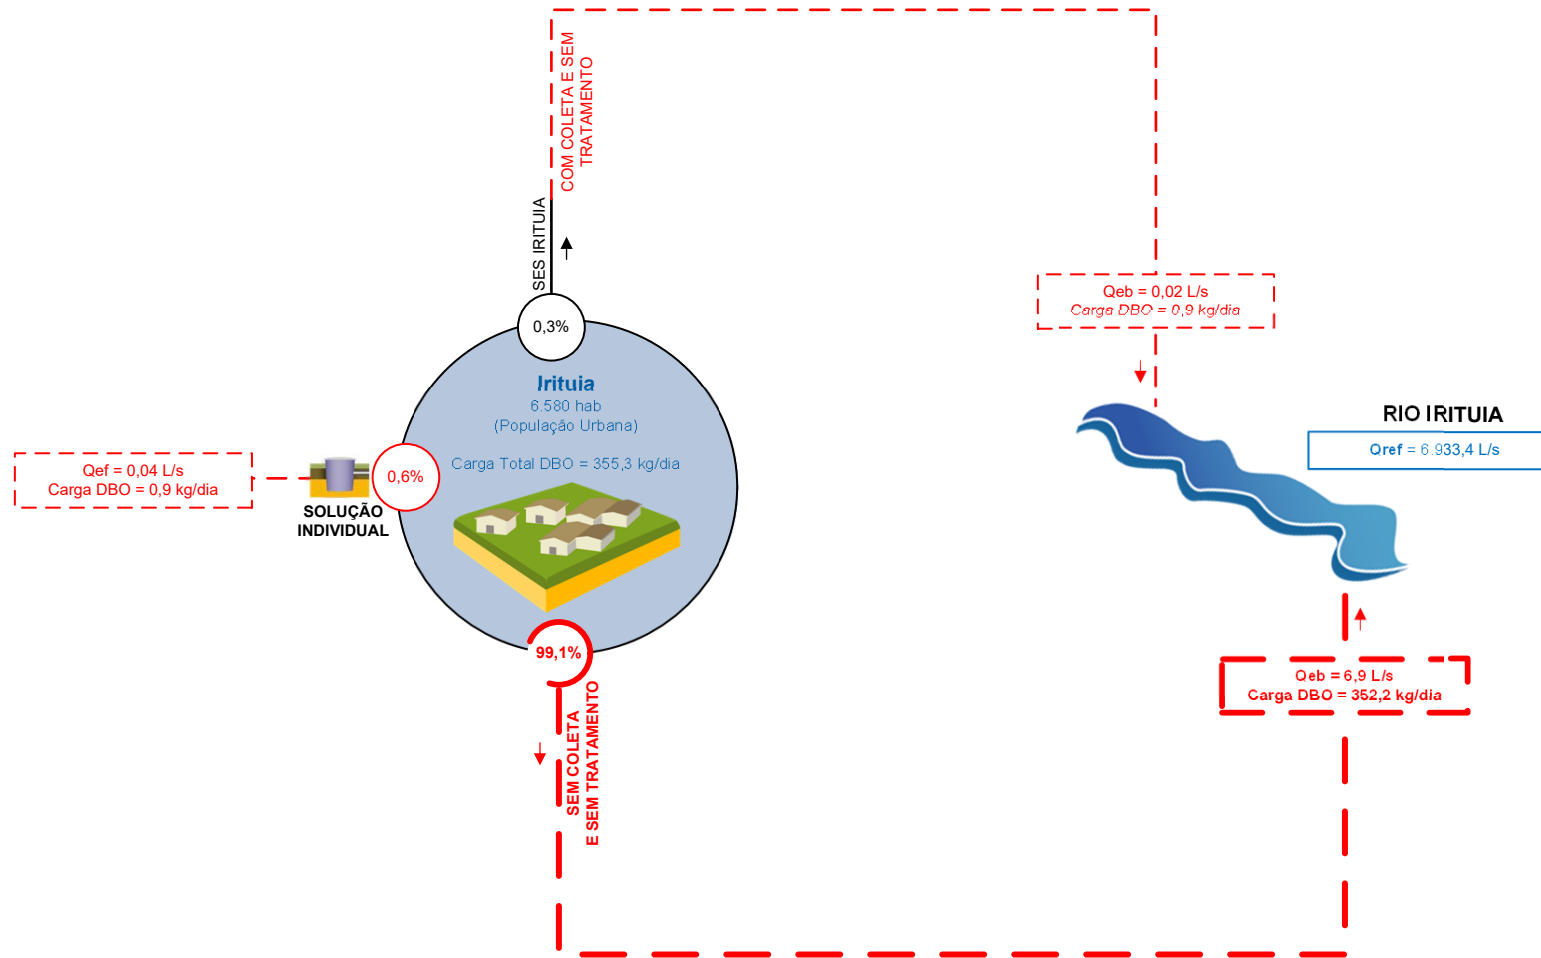 COM COLETA E SEM
TRATAMENTO
SES IRITUIA
0,3%
Irituia
6.580 hab
(População Urbana)
Carga Total DBO = 355,3 kg/dia
Qef = 0,04 L/s
Carga DBO = 0,9 kg/dia
0,6%
SOLUÇÃO
INDIVIDUAL
99,1%
SEM COLETA
E SEM TRATAMENTO
Qeb = 0,02 L/s
Carga DBO = 0,9 kg/dia
RIO IRITUIA
Qref = 6.933,4 L/s
Qeb = 6,9 L/s
Carga DBO = 352,2 kg/dia